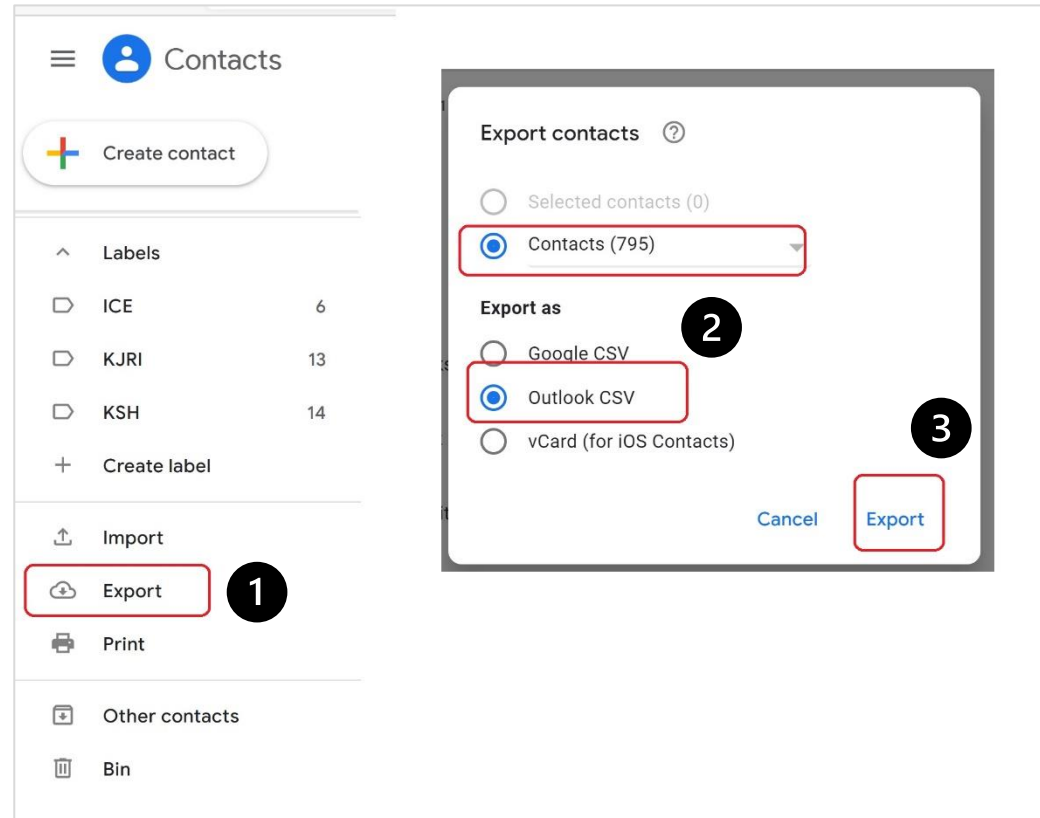 Contacts
Create contact
Labels
ICE 6
KJRI 13
KSH 14
Create label
Import
Export 1
Print
Other contacts
Bin
Export contacts ?
Selected contacts (0)
Contacts (795)
Export as
2
Google CSV
Outlook CSV
vCard (for iOS Contacts)
3
Cancel Export